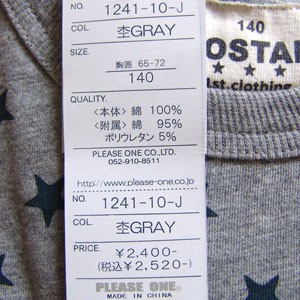 NO. 1241-10-J
COL. 杢GRAY
SIZE.
胸囲 65-72
140
QUALITY.
〈本体〉綿 100%
〈附属〉綿 95%
ポリウレタン 5%
PLEASE ONE CO.,LTD.
052-910-8511
http://www.please-one.co.jp
NO. 1241-10-J
COL. 杢GRAY
PRICE. ¥2,400-
(税込¥2,520-)
PLEASE ONE.
MADE IN CHINA
140
OSTAR
1st.clothing